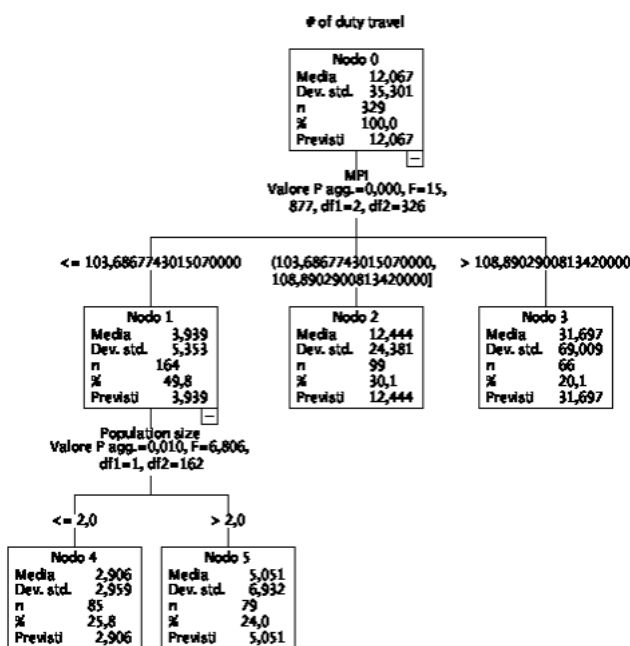 # of duty travel
Nodo 0
Media 12,067
Dev. std. 35,301
n 329
% 100,0
Previsti 12,067
MPI
Valore P agg.=0,000, F=15,
877, df1=2, df2=326
<= 103,6867743015070000
(103,6867743015070000,
108,8902900813420000]
> 108,8902900813420000
Nodo 1
Media 3,939
Dev. std. 5,353
n 164
% 49,8
Previsti 3,939
Nodo 2
Media 12,444
Dev. std. 24,381
n 99
% 30,1
Previsti 12,444
Nodo 3
Media 31,697
Dev. std. 69,009
n 66
% 20,1
Previsti 31,697
Population size
Valore P agg.=0,010, F=6,806,
df1=1, df2=162
<= 2,0
> 2,0
Nodo 4
Media 2,906
Dev. std. 2,959
n 85
% 25,8
Previsti 2,906
Nodo 5
Media 5,051
Dev. std. 6,932
n 79
% 24,0
Previsti 5,051